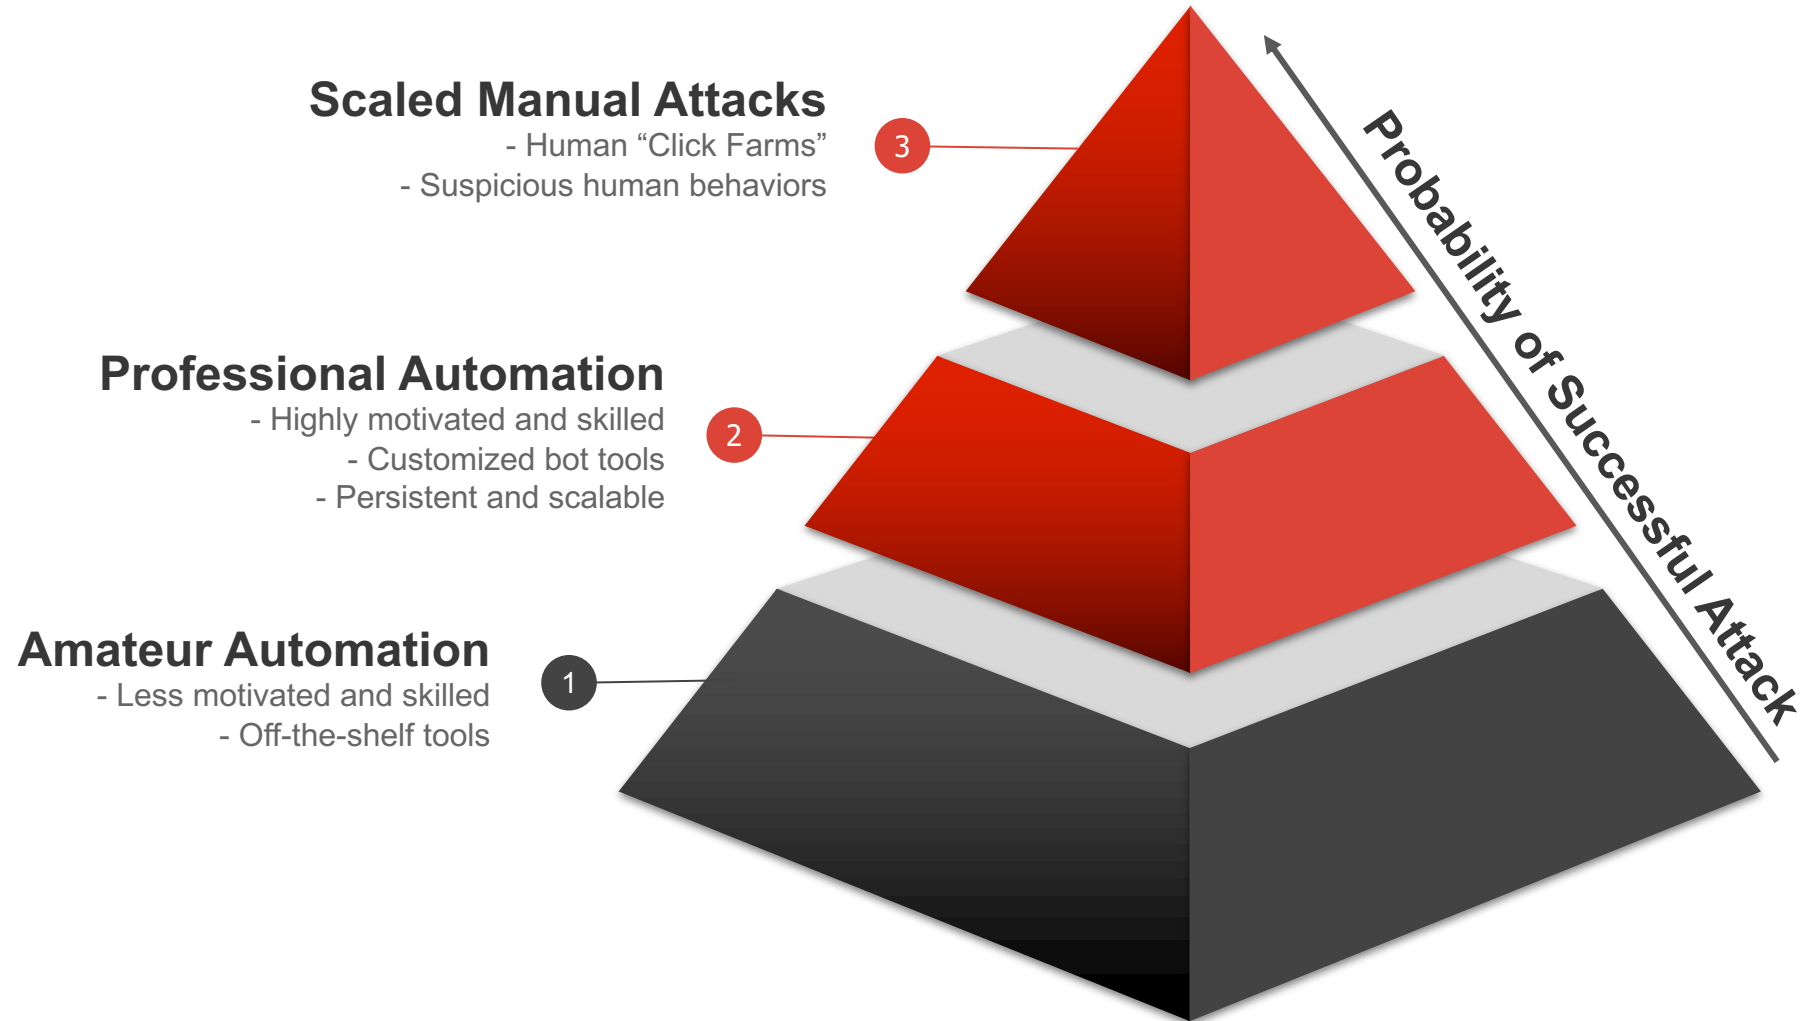 Scaled Manual Attacks
- Human “Click Farms”
- Suspicious human behaviors
3
Professional Automation
- Highly motivated and skilled
- Customized bot tools
- Persistent and scalable
2
Amateur Automation
- Less motivated and skilled
- Off-the-shelf tools
1
Probability of Successful Attack